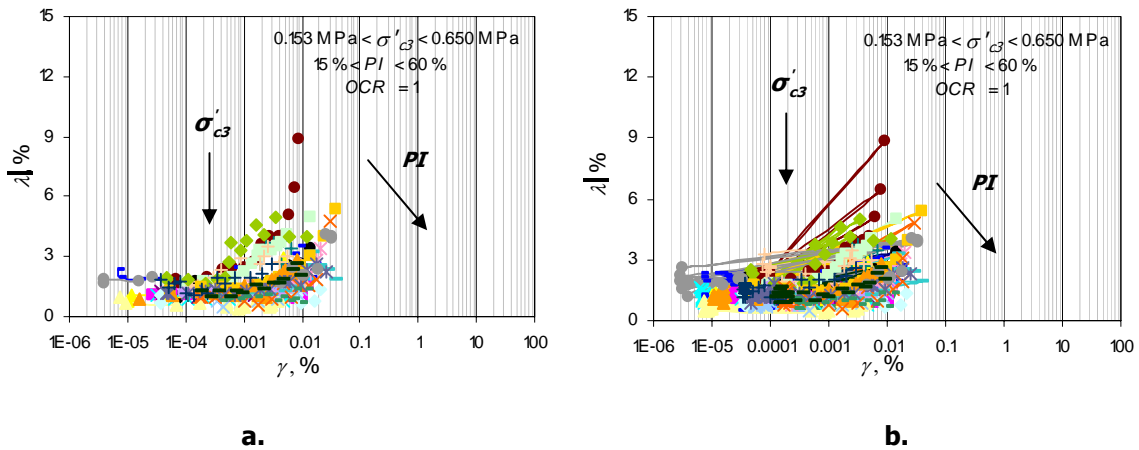 0.153 MPa < σ'c3 < 0.650 MPa
15 % < PI < 60 %
OCR = 1
σ'c3
PI
λ, %
15
12
9
6
3
0
1E-06 1E-05 1E-04 0.001 0.01 0.1 1 10 100
γ, %
a.
0.153 MPa < σ'c3 < 0.650 MPa
15 % < PI < 60 %
OCR = 1
σ'c3
PI
λ, %
15
12
9
6
3
0
1E-06 1E-05 0.0001 0.001 0.01 0.1 1 10 100
γ, %
b.